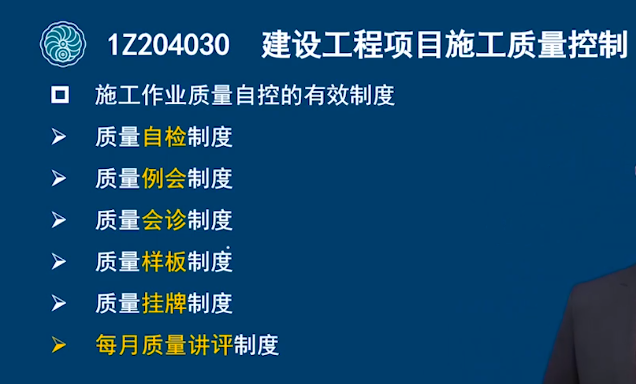 1Z204030 建设工程项目施工质量控制
施工作业质量自控的有效制度
质量自检制度
质量例会制度
质量会诊制度
质量样板制度
质量挂牌制度
每月质量讲评制度